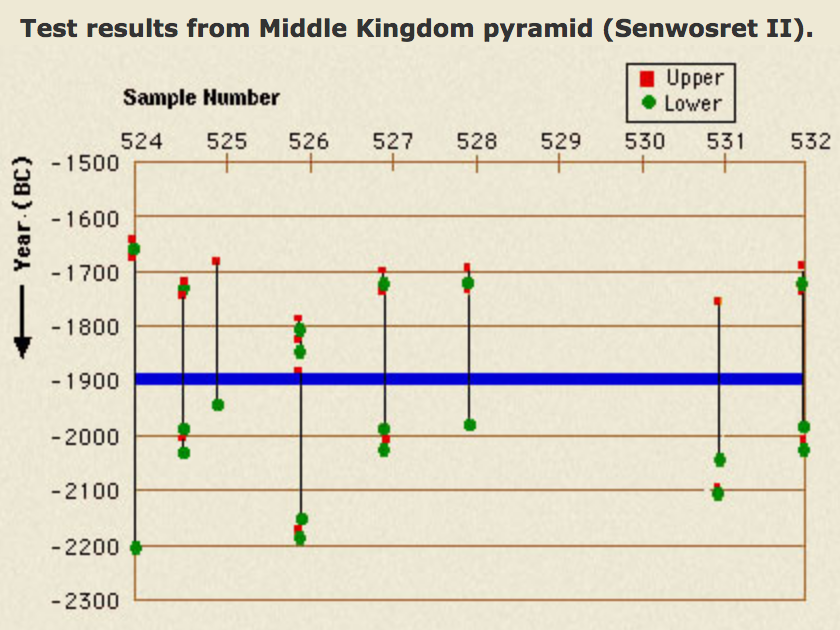 Test results from Middle Kingdom pyramid (Senwosret II).
Upper
Lower
Sample Number
524 525 526 527 528 529 530 531 532
Year (BC)
-1500
-1600
-1700
-1800
-1900
-2000
-2100
-2200
-2300